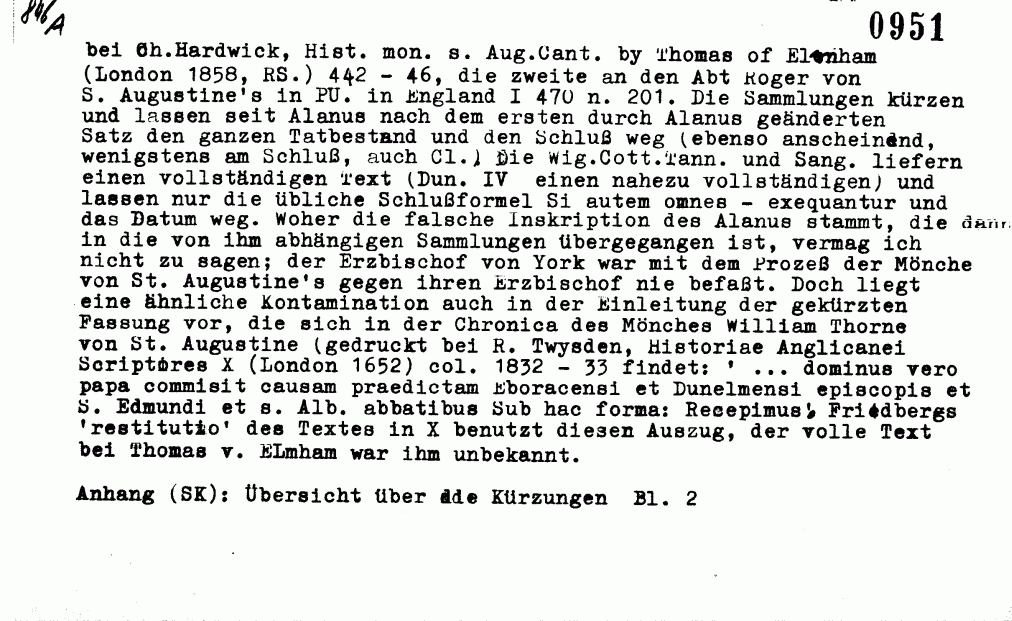 846/A
0951
bei Ch.Hardwick, Hist. mon. s. Aug.Cant. by Thomas of Elmham
(London 1858, RS.) 442 - 46, die zweite an den Abt Roger von
S. Augustine's in PU. in England I 470 n. 201. Die Sammlungen kürzen
und lassen seit Alanus nach dem ersten durch Alanus geänderten
Satz den ganzen Tatbestand und den Schluß weg (ebenso anscheinend,
wenigstens am Schluß, auch Cl.) Die Wig.Cott.Tann. und Sang. liefern
einen vollständigen Text (Dun. IV einen nahezu vollständigen) und
lassen nur die übliche Schlußformel Si autem omnes - exequantur und
das Datum weg. Woher die falsche Inskription des Alanus stammt, die dann
in die von ihm abhängigen Sammlungen übergegangen ist, vermag ich
nicht zu sagen; der Erzbischof von York war mit dem Prozeß der Mönche
von St. Augustine's gegen ihren Erzbischof nie befaßt. Doch liegt
eine ähnliche Kontamination auch in der Einleitung der gekürzten
Fassung vor, die sich in der Chronica des Mönches William Thorne
von St. Augustine (gedruckt bei R. Twysden, Historiae Anglicanei
Scriptores X (London 1652) col. 1832 - 33 findet: ' ... dominus vero
papa commisit causam praedictam Eboracensi et Dunelmensi episcopis et
S. Edmundi et s. Alb. abbatibus Sub hac forma: Recepimus', Friedbergs
'restitutio' des Textes in X benutzt diesen Auszug, der volle Text
bei Thomas v. ELmham war ihm unbekannt.
Anhang (SK): Übersicht über dde Kürzungen Bl. 2